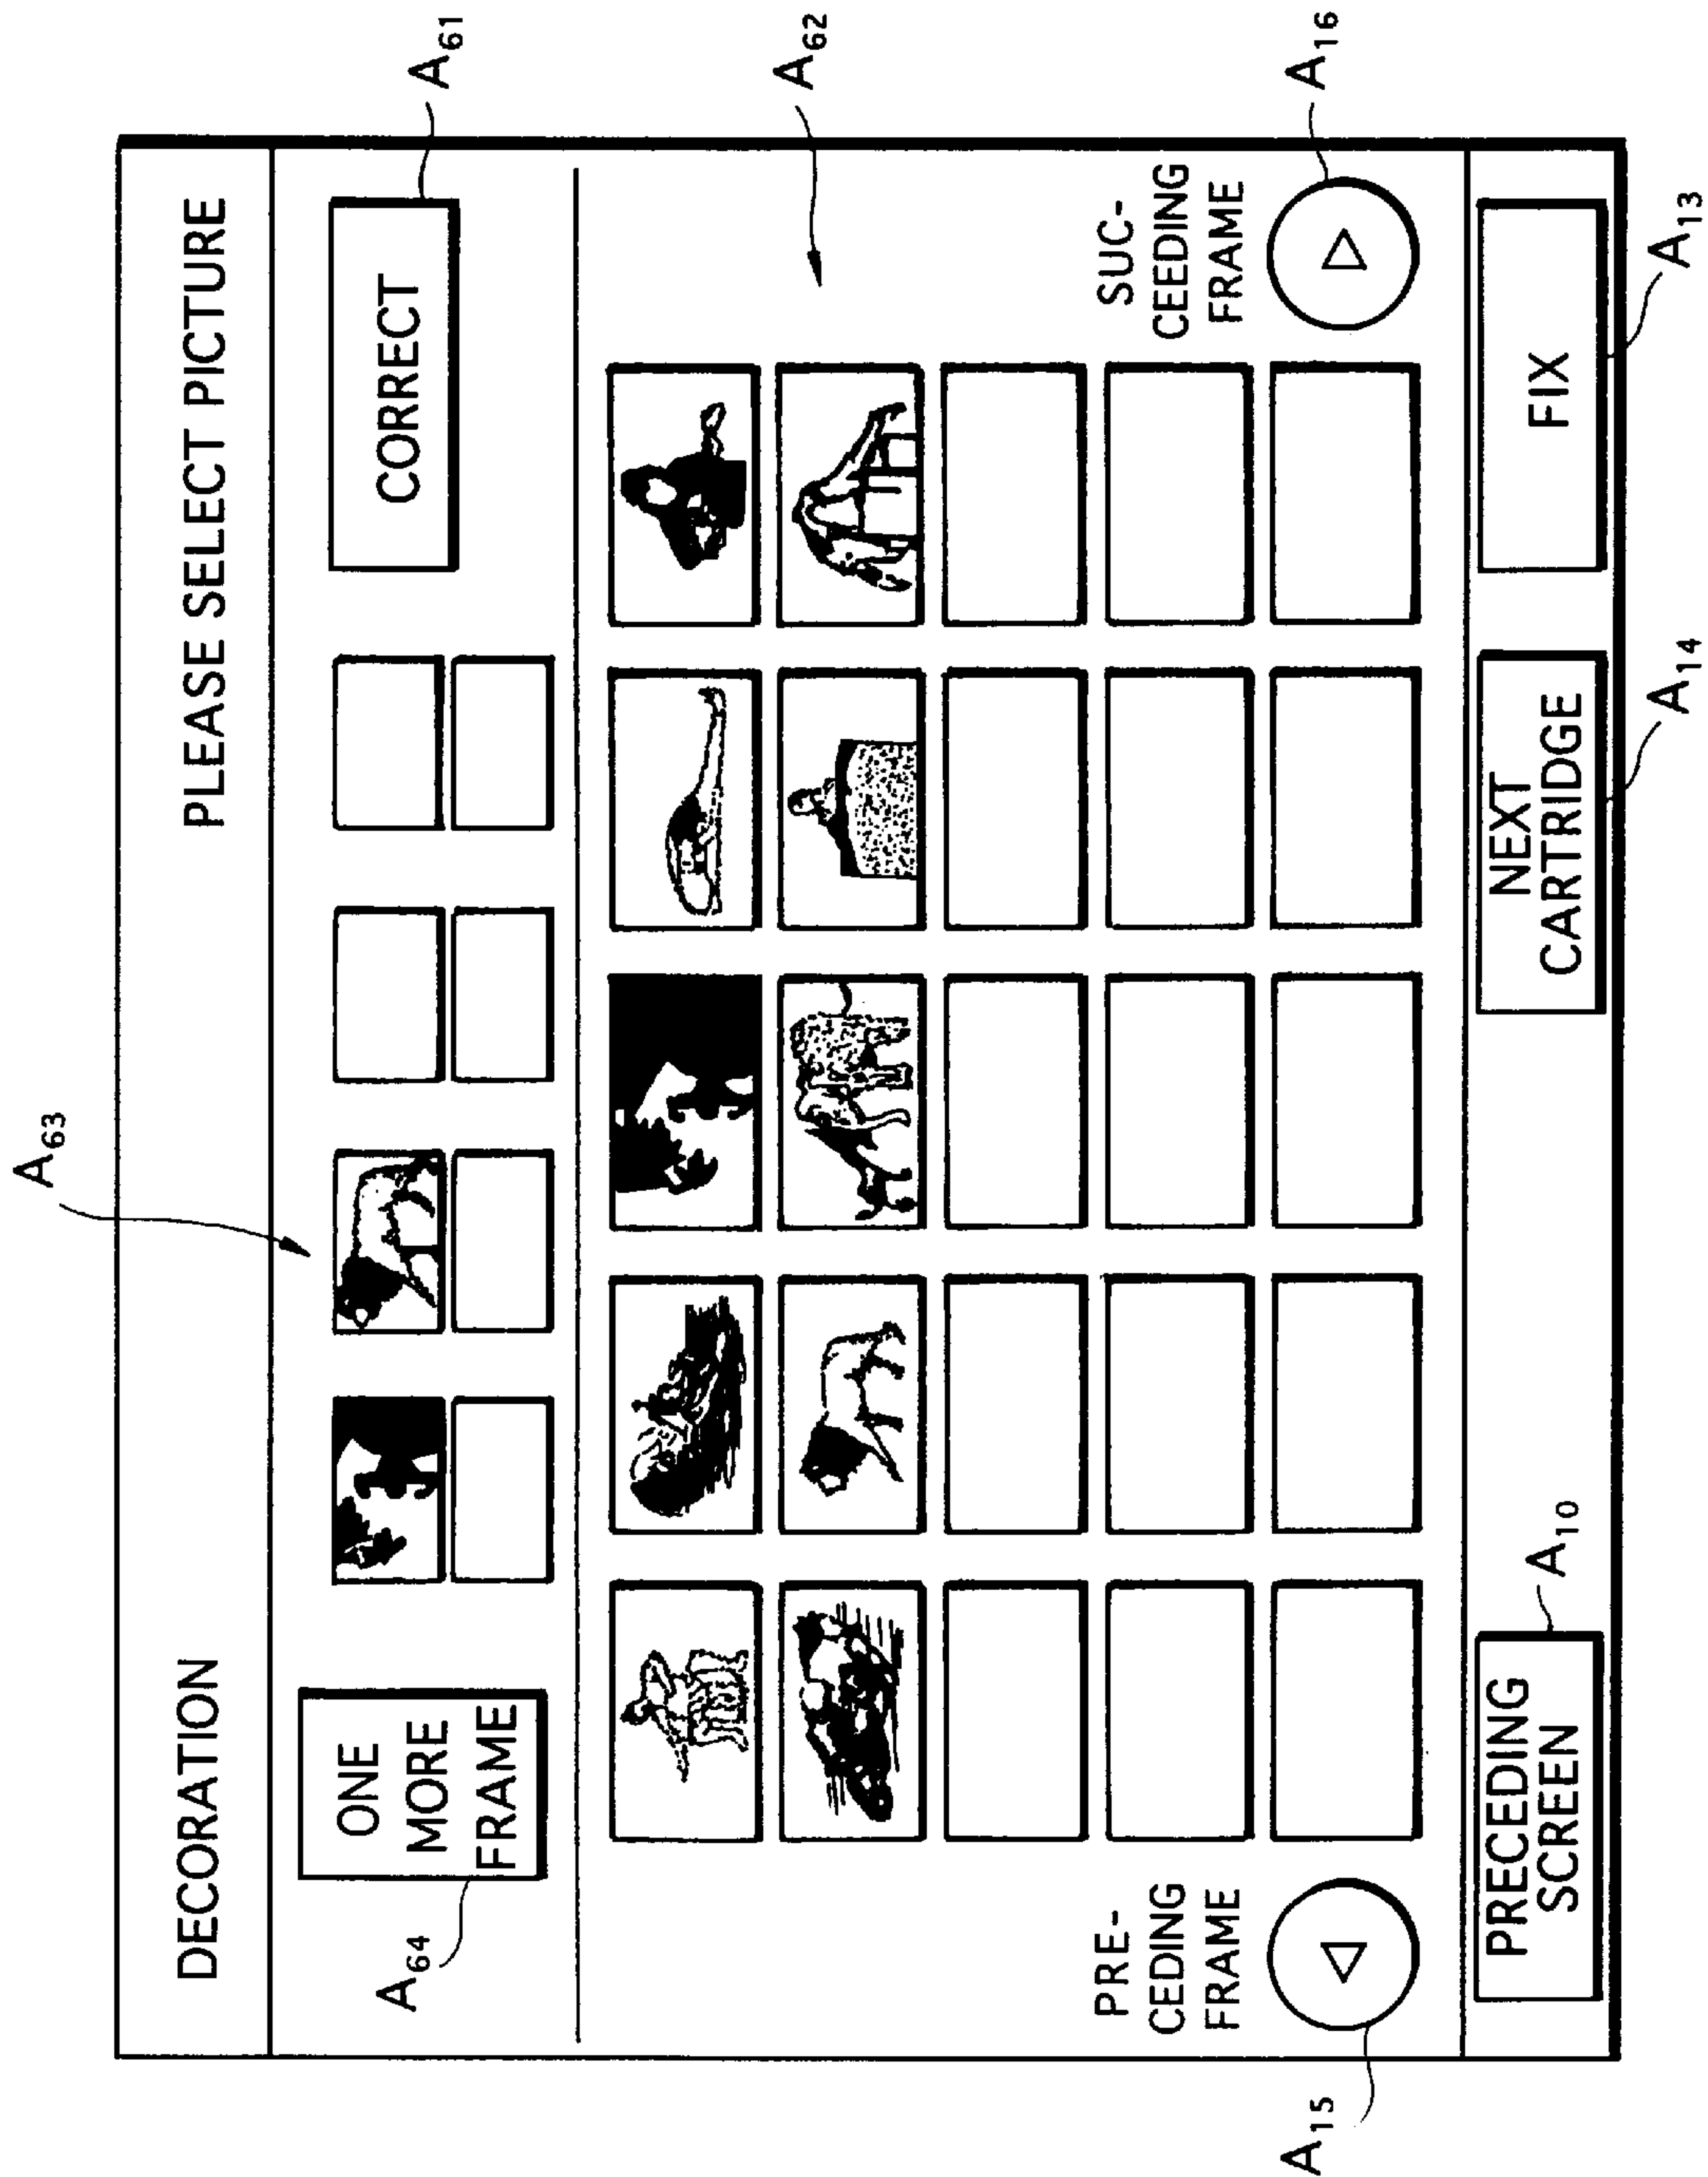 DECORATION
PLEASE SELECT PICTURE
A63
ONE
MORE
FRAME
A64
CORRECT
A61
A62
PRE-
CEDING
FRAME
A15
SUC-
CEEDING
FRAME
A16
PRECEDING
SCREEN
A10
NEXT
CARTRIDGE
A14
FIX
A13